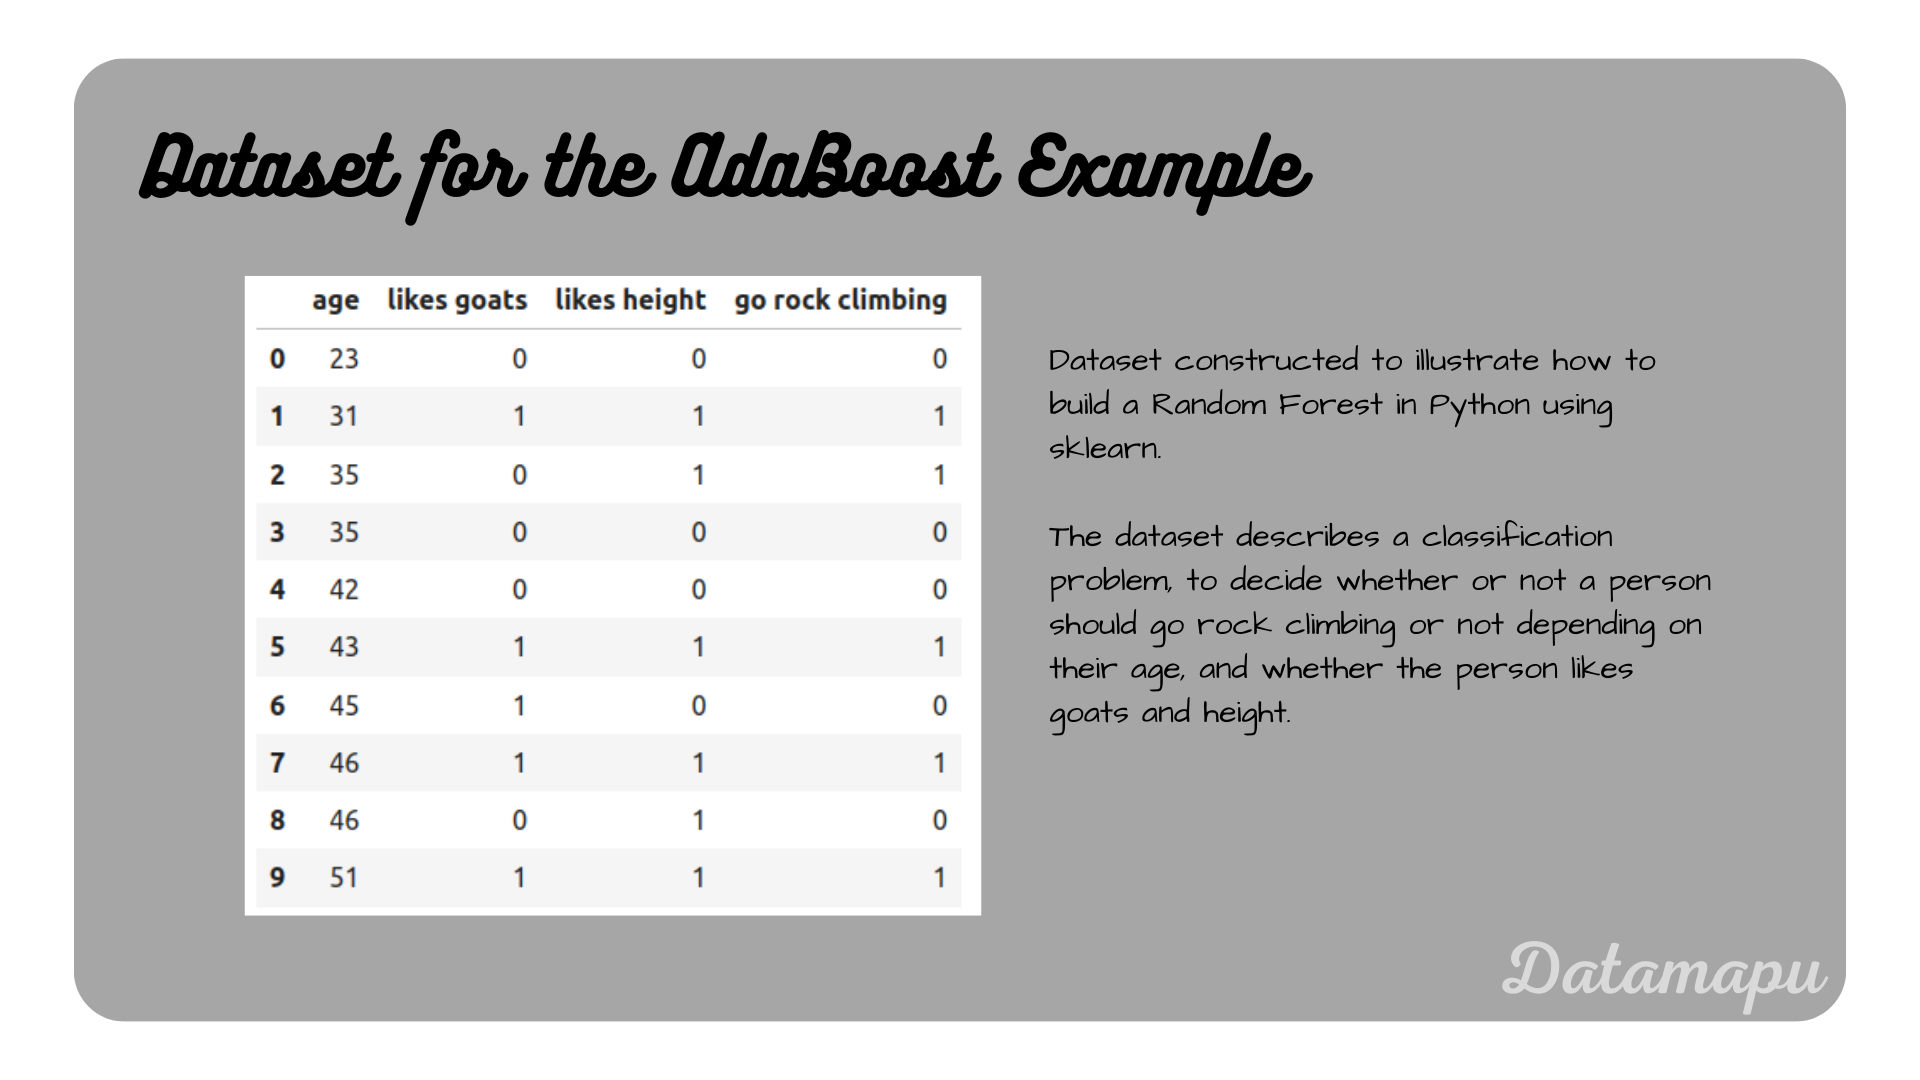 Dataset for the AdaBoost Example
age likes goats likes height go rock climbing
0 23 0 0 0
1 31 1 1 1
2 35 0 1 1
3 35 0 0 0
4 42 0 0 0
5 43 1 1 1
6 45 1 0 0
7 46 1 1 1
8 46 0 1 0
9 51 1 1 1
Dataset constructed to illustrate how to
build a Random Forest in Python using
sklearn.
The dataset describes a classification
problem, to decide whether or not a person
should go rock climbing or not depending on
their age, and whether the person likes
goats and height.
Datamapu